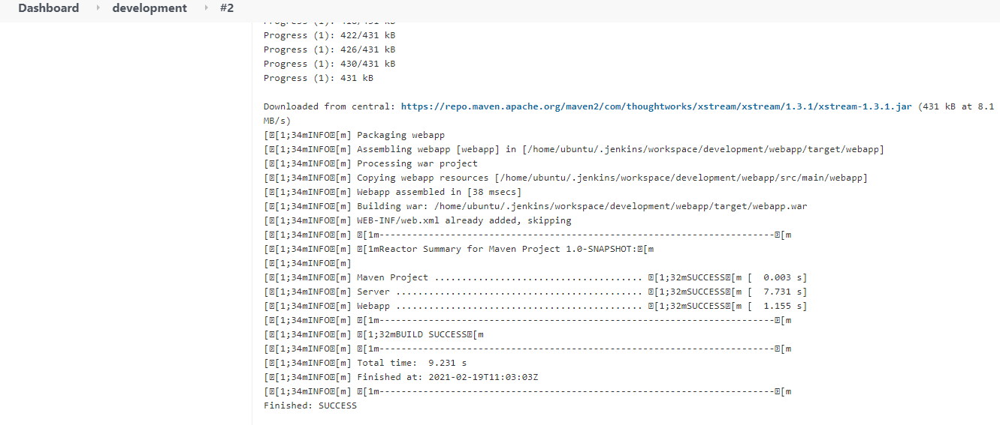 Dashboard development #2
Progress (1): 418/431 kB
Progress (1): 422/431 kB
Progress (1): 426/431 kB
Progress (1): 430/431 kB
Progress (1): 431 kB
Downloaded from central: https://repo.maven.apache.org/maven2/com/thoughtworks/xstream/xstream/1.3.1/xstream-1.3.1.jar (431 kB at 8.1
MB/s)
[␛[1;34mINFO␛[m] Packaging webapp
[␛[1;34mINFO␛[m] Assembling webapp [webapp] in [/home/ubuntu/.jenkins/workspace/development/webapp/target/webapp]
[␛[1;34mINFO␛[m] Processing war project
[␛[1;34mINFO␛[m] Copying webapp resources [/home/ubuntu/.jenkins/workspace/development/webapp/src/main/webapp]
[␛[1;34mINFO␛[m] Webapp assembled in [38 msecs]
[␛[1;34mINFO␛[m] Building war: /home/ubuntu/.jenkins/workspace/development/webapp/target/webapp.war
[␛[1;34mINFO␛[m] WEB-INF/web.xml already added, skipping
[␛[1;34mINFO␛[m] ␛[1m------------------------------------------------------------------------␛[m
[␛[1;34mINFO␛[m] ␛[1mReactor Summary for Maven Project 1.0-SNAPSHOT:␛[m
[␛[1;34mINFO␛[m]
[␛[1;34mINFO␛[m] Maven Project ...................................... ␛[1;32mSUCCESS␛[m [  0.003 s]
[␛[1;34mINFO␛[m] Server ............................................. ␛[1;32mSUCCESS␛[m [  7.731 s]
[␛[1;34mINFO␛[m] Webapp ............................................. ␛[1;32mSUCCESS␛[m [  1.155 s]
[␛[1;34mINFO␛[m] ␛[1m------------------------------------------------------------------------␛[m
[␛[1;34mINFO␛[m] ␛[1;32mBUILD SUCCESS␛[m
[␛[1;34mINFO␛[m] ␛[1m------------------------------------------------------------------------␛[m
[␛[1;34mINFO␛[m] Total time:  9.231 s
[␛[1;34mINFO␛[m] Finished at: 2021-02-19T11:03:03Z
[␛[1;34mINFO␛[m] ␛[1m------------------------------------------------------------------------␛[m
Finished: SUCCESS